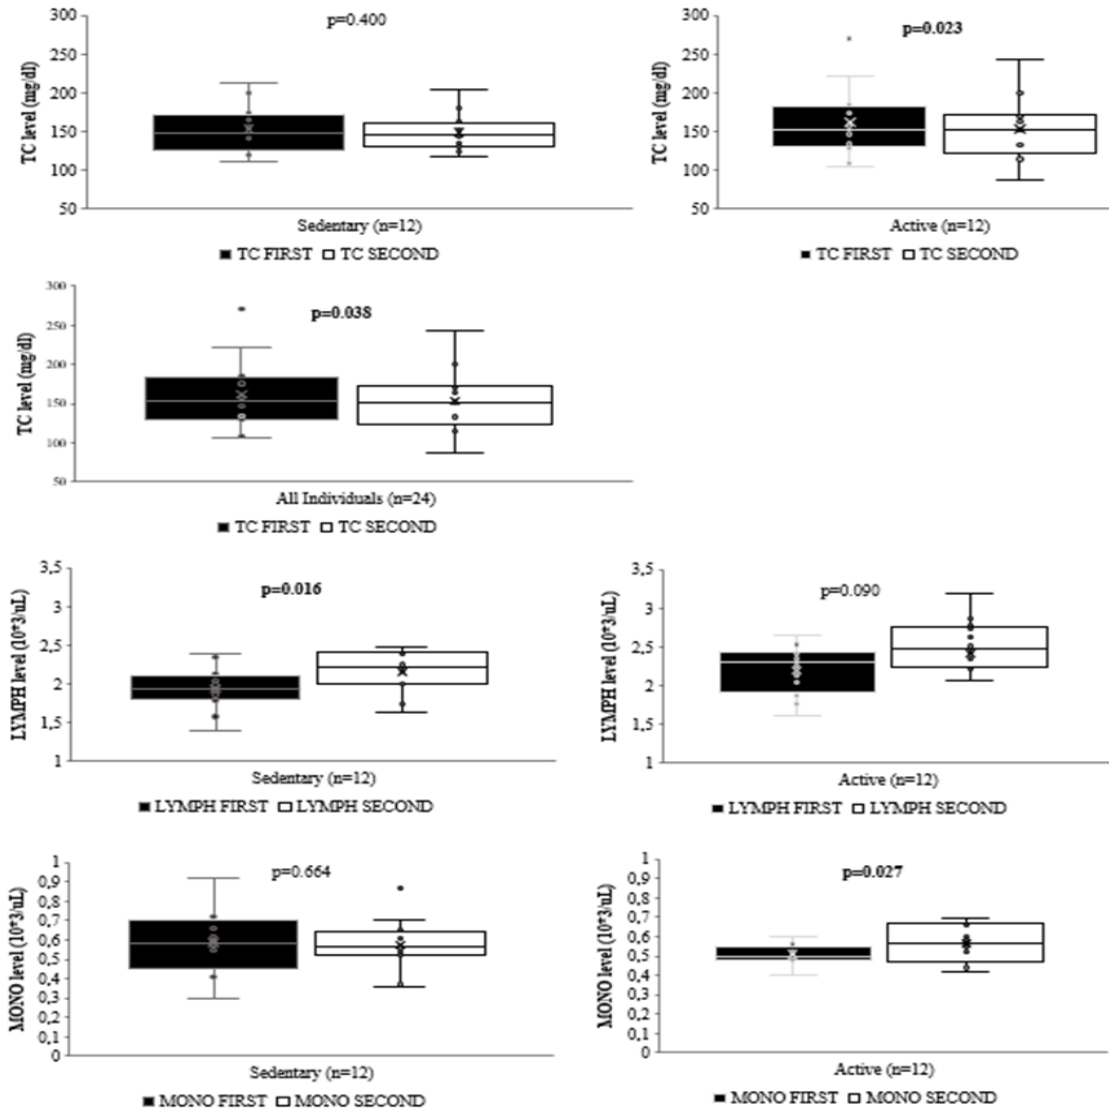 300
250
200
150
100
50
TC level (mg/dl)
p=0.400
Sedentary (n=12)
TC FIRST TC SECOND
300
250
200
150
100
50
TC level (mg/dl)
p=0.023
Active (n=12)
TC FIRST TC SECOND
300
250
200
150
100
50
TC level (mg/dl)
p=0.038
All Individuals (n=24)
TC FIRST TC SECOND
3,5
3
2,5
2
1,5
1
LYMPH level (10*3/uL)
p=0.016
Sedentary (n=12)
LYMPH FIRST LYMPH SECOND
3,5
3
2,5
2
1,5
1
LYMPH level (10*3/uL)
p=0.090
Active (n=12)
LYMPH FIRST LYMPH SECOND
1
0,9
0,8
0,7
0,6
0,5
0,4
0,3
0,2
0,1
0
MONO level (10*3/uL)
p=0.664
Sedentary (n=12)
MONO FIRST MONO SECOND
1
0,9
0,8
0,7
0,6
0,5
0,4
0,3
0,2
0,1
0
MONO level (10*3/uL)
p=0.027
Active (n=12)
MONO FIRST MONO SECOND